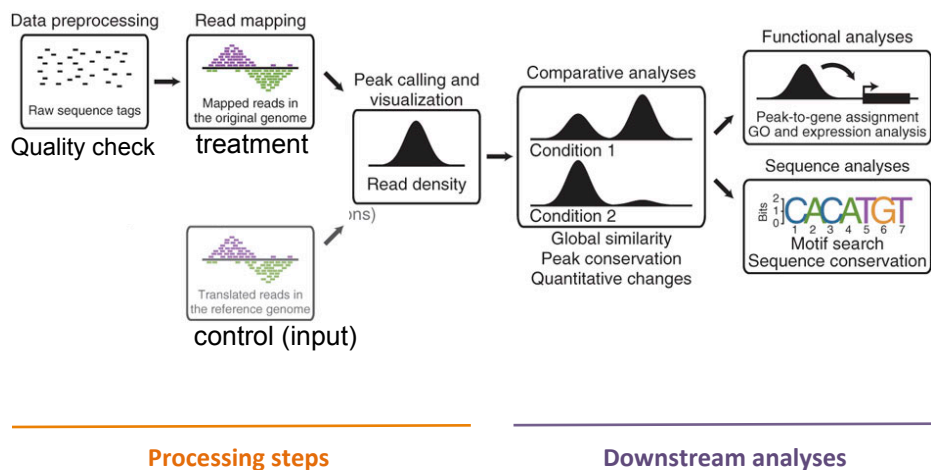 Data preprocessing
Raw sequence tags
Quality check
Read mapping
Mapped reads in
the original genome
treatment
Translated reads in
the reference genome
control (input)
Peak calling and
visualization
Read density
ons)
Comparative analyses
Condition 1
Condition 2
Global similarity
Peak conservation
Quantitative changes
Functional analyses
Peak-to-gene assignment
GO and expression analysis
Sequence analyses
Bits
2
1
0
CACATGT
1 2 3 4 5 6 7
Motif search
Sequence conservation
Processing steps
Downstream analyses